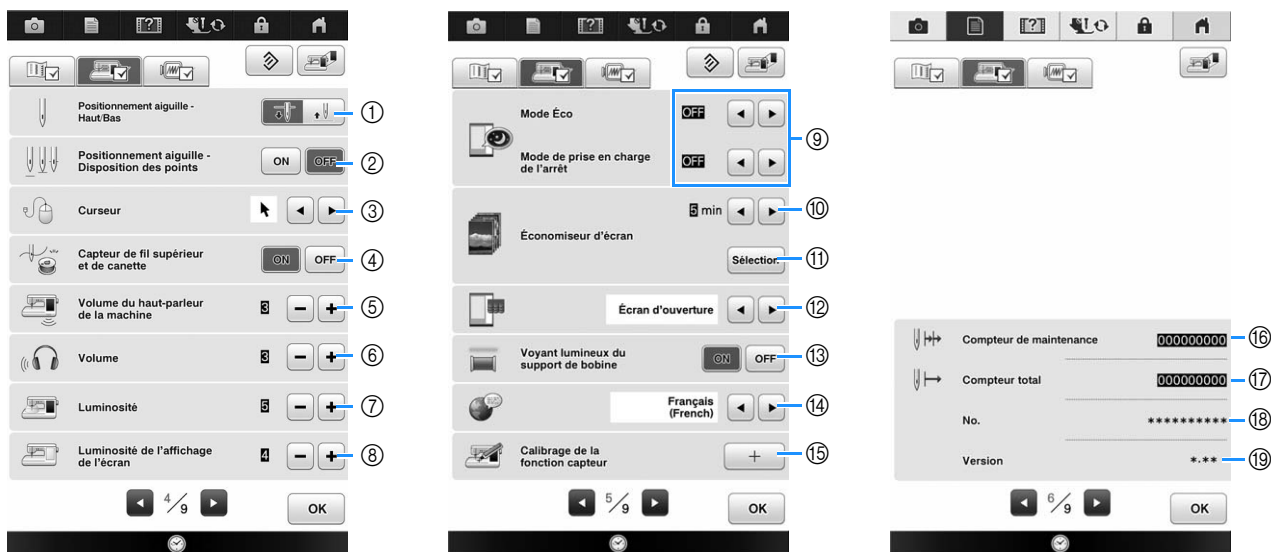 Positionnement aiguille -
Haut/Bas
①
Positionnement aiguille -
Disposition des points
ON OFF ②
Curseur ③
Capteur de fil supérieur
et de canette
ON OFF ④
Volume du haut-parleur
de la machine
3 - + ⑤
Volume 3 - + ⑥
Luminosité 5 - + ⑦
Luminosité de l'affichage
de l'écran
4 - + ⑧
4/9 OK
Mode Éco OFF
⑨
Mode de prise en charge
de l'arrêt
OFF
5 min ⑩
Économiseur d'écran
Sélection ⑪
Écran d'ouverture ⑫
Voyant lumineux du
support de bobine
ON OFF ⑬
Français
(French)
⑭
Calibrage de la
fonction capteur
+ ⑮
5/9 OK
Compteur de maintenance 000000000 ⑯
Compteur total 000000000 ⑰
No. ********** ⑱
Version *.** ⑲
6/9 OK